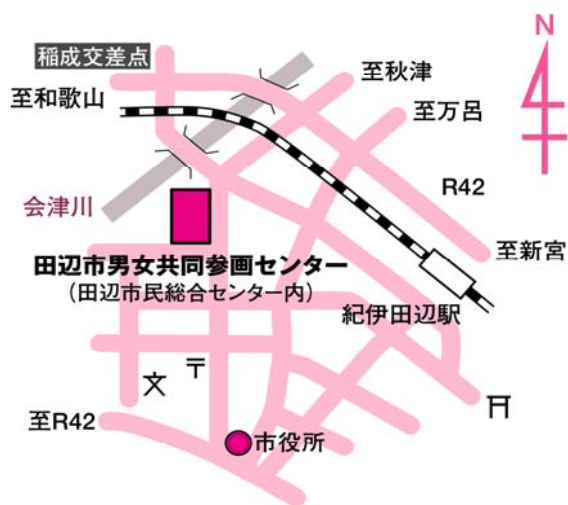 N
稲成交差点
至秋津
至和歌山
至万呂
R42
会津川
至新宮
田辺市男女共同参画センター
（田辺市民総合センター内）
紀伊田辺駅
至R42
市役所